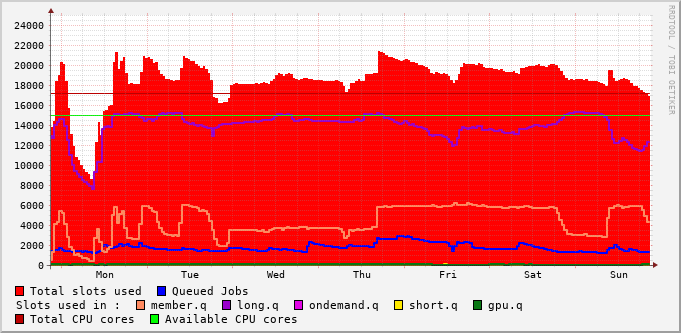 24000
22000
20000
18000
16000
14000
12000
10000
8000
6000
4000
2000
0
Mon Tue Wed Thu Fri Sat Sun
RRDTOOL / TOBI OETIKER
Total slots used Queued Jobs
Slots used in : member.q long.q ondemand.q short.q gpu.q
Total CPU cores Available CPU cores